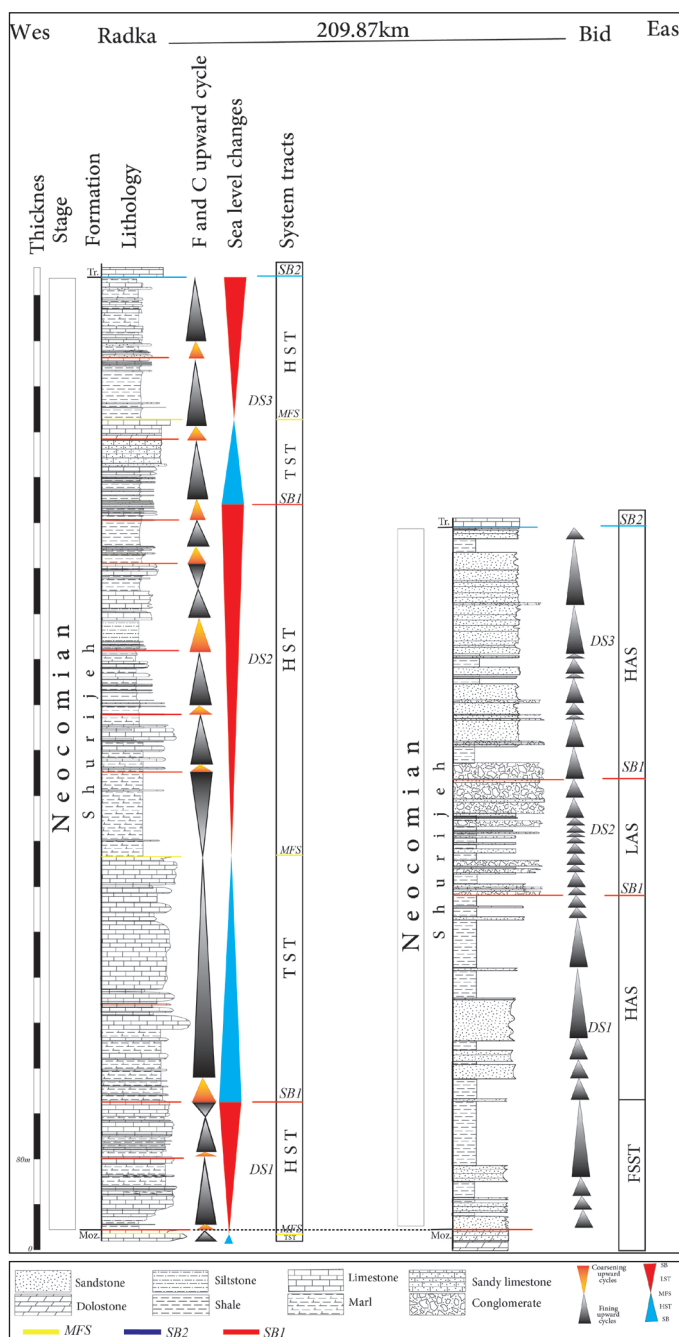 Wes Radka 209.87km Bid East
Thicknes
Stage
Formation
Lithology
F and C upward cycle
Sea level changes
System tracts
Tr.
SB2
HST
DS3
MFS
TST
SB1
DS2
HST
MFS
TST
SB1
DS1
HST
MFS
TST
Neocomian
Shurijeh
80m
0
Moz.
Tr.
SB2
DS3
HAS
SB1
DS2
LAS
SB1
HAS
DS1
FSST
Neocomian
Shurijeh
Moz.
Sandstone
Siltstone
Limestone
Sandy limestone
Dolostone
Shale
Marl
Conglomerate
MFS
SB2
SB1
Coarsening
upward
cycles
Fining
upward
cycles
SB
LST
MFS
HST
SB